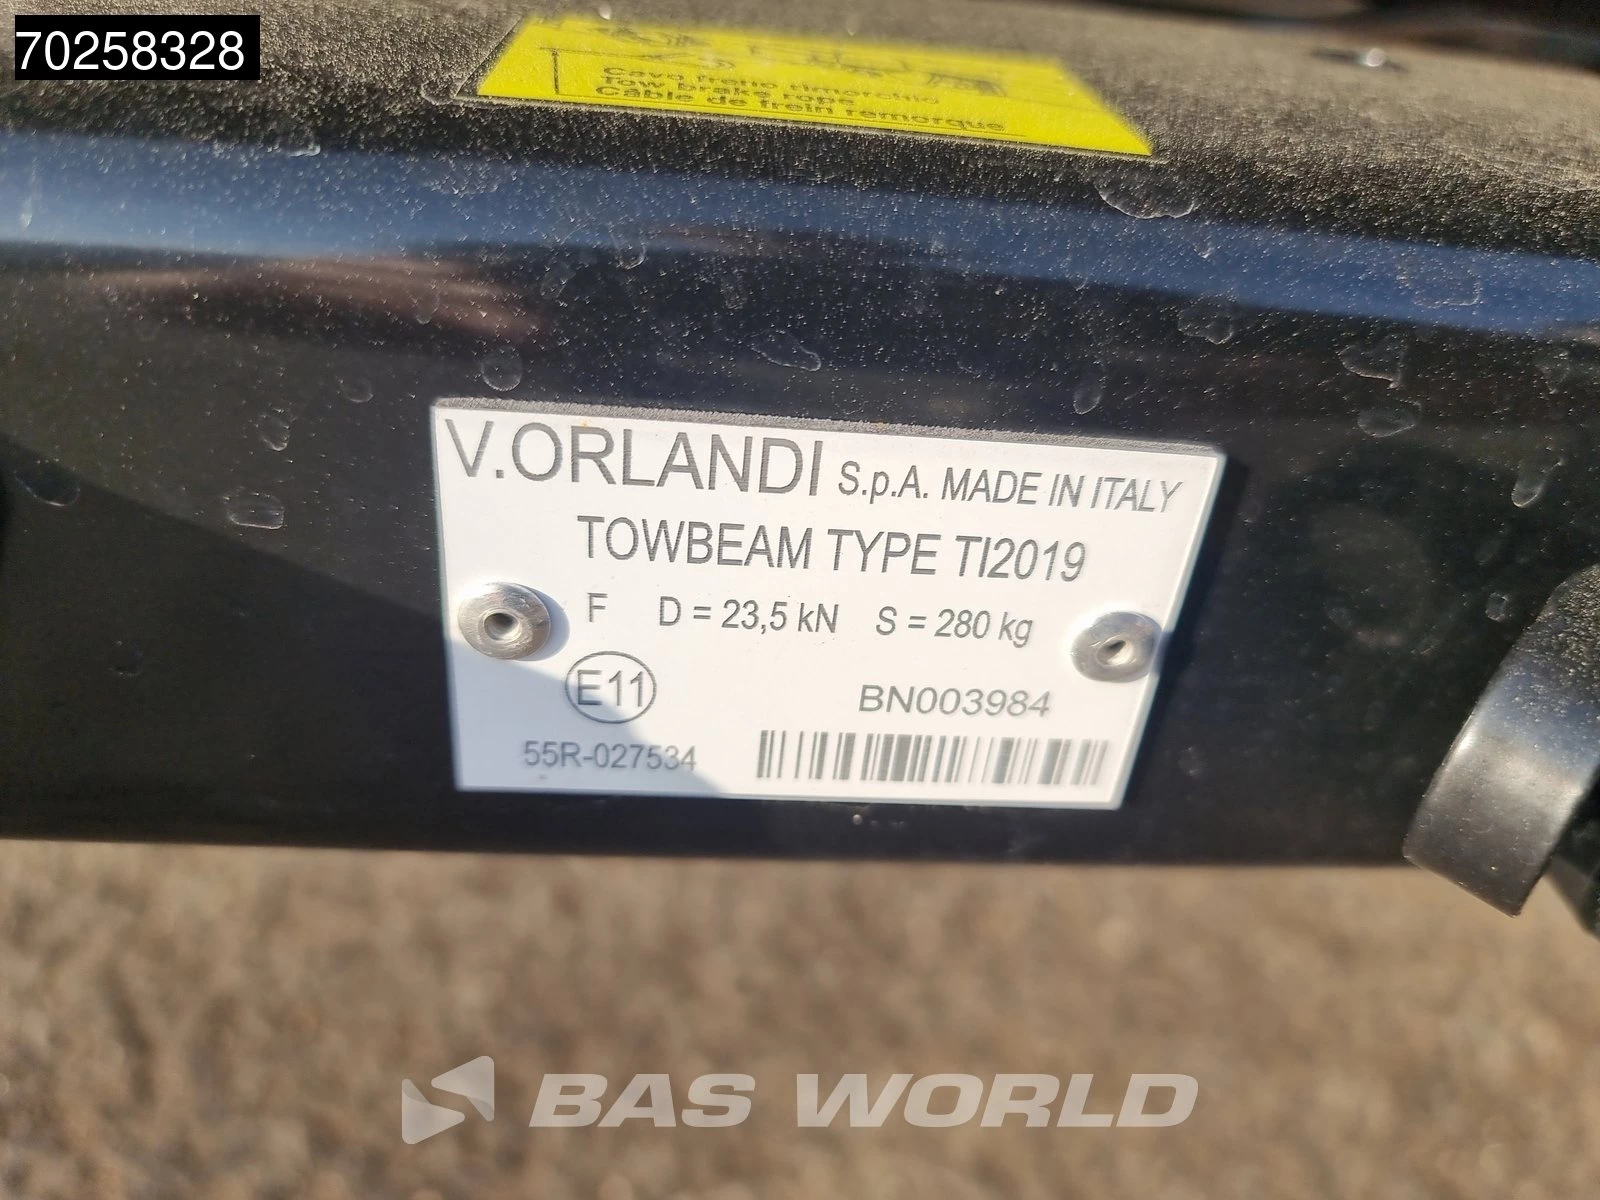 70258328
Cavo freno rimorchio
Tow brake rope
Câble de frein remorque
V.ORLANDI S.p.A. MADE IN ITALY
TOWBEAM TYPE TI2019
F D = 23,5 kN S = 280 kg
E11 BN003984
55R-027534
BAS WORLD